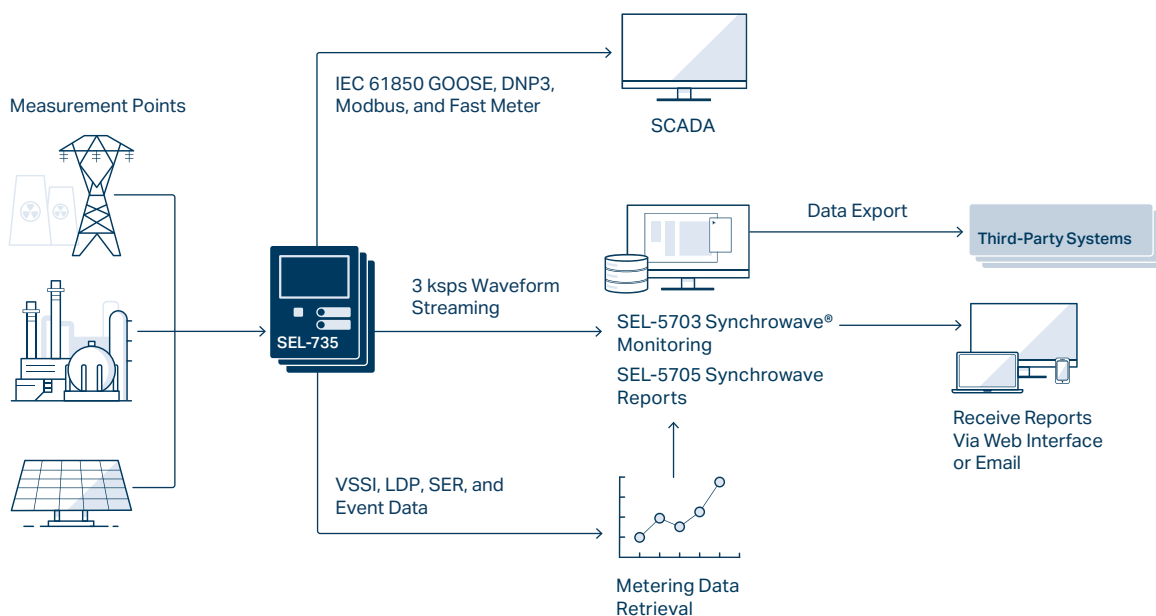 Measurement Points
IEC 61850 GOOSE, DNP3,
Modbus, and Fast Meter
SCADA
SEL-735
3 ksps Waveform
Streaming
Data Export
Third-Party Systems
SEL-5703 Synchrowave®
Monitoring
SEL-5705 Synchrowave
Reports
Receive Reports
Via Web Interface
or Email
VSSI, LDP, SER, and
Event Data
Metering Data
Retrieval